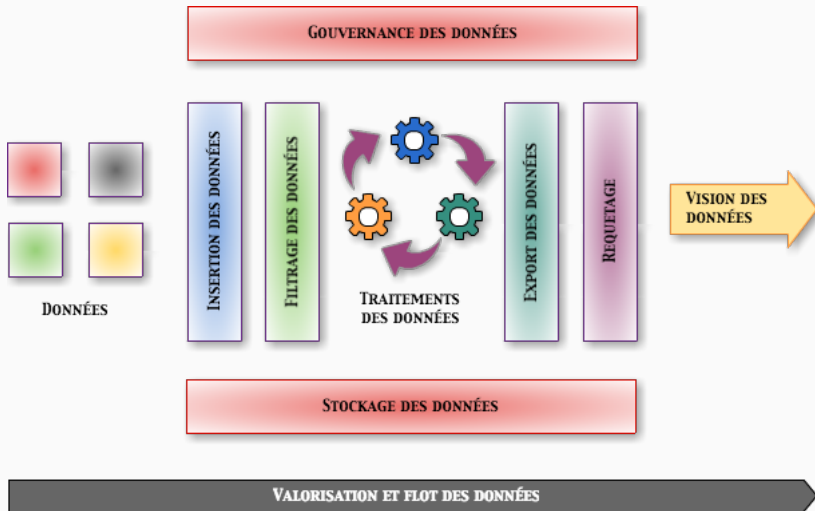 GOUVERNANCE DES DONNÉES
DONNÉES
INSERTION DES DONNÉES
FILTRAGE DES DONNÉES
TRAITEMENTS
DES DONNÉES
EXPORT DES DONNÉES
REQUETAGE
VISION DES
DONNÉES
STOCKAGE DES DONNÉES
VALORISATION ET FLOT DES DONNÉES